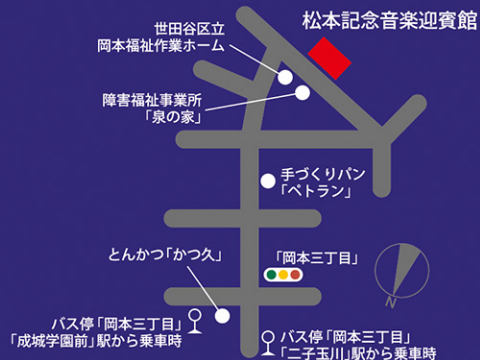 松本記念音楽迎賓館
世田谷区立
岡本福祉作業ホーム
障害福祉事業所
「泉の家」
手づくりパン
「ペトラン」
とんかつ「かつ久」
「岡本三丁目」
N
バス停「岡本三丁目」
「成城学園前」駅から乗車時
バス停「岡本三丁目」
「二子玉川」駅から乗車時